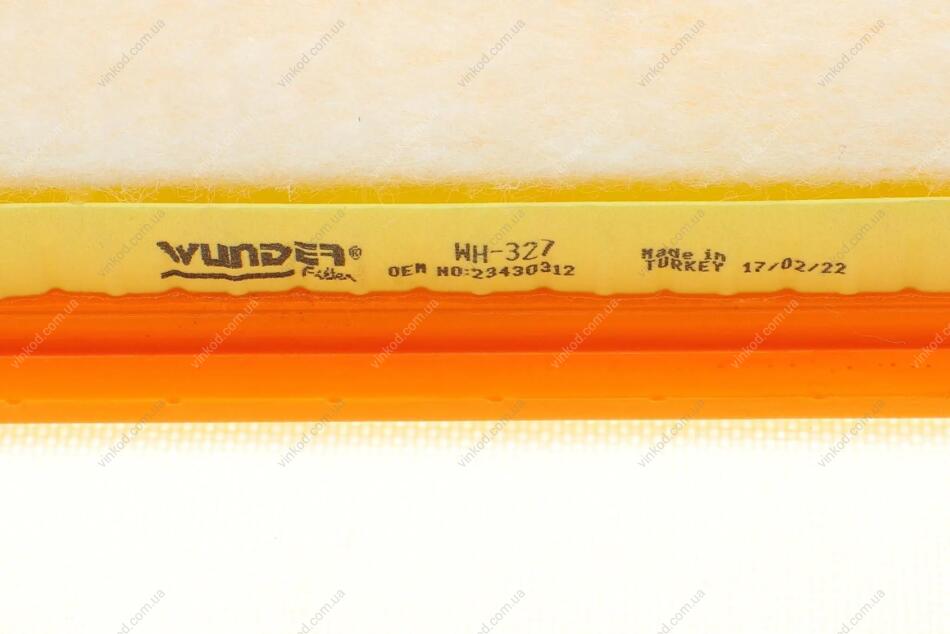 WUNDER® WH-327 Made in
Filter OEM NO:23430312 TURKEY 17/02/22
vinkod.com.ua